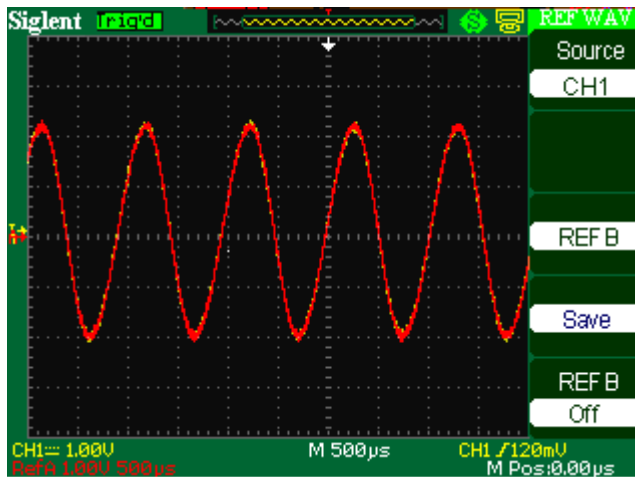 Siglent Trig'd REF WAV
Source
CH1
REF B
Save
REF B
Off
CH1 1.00V M 500µs CH1 /120mV
RefA 1.00V 500µs M Pos:0.00µs